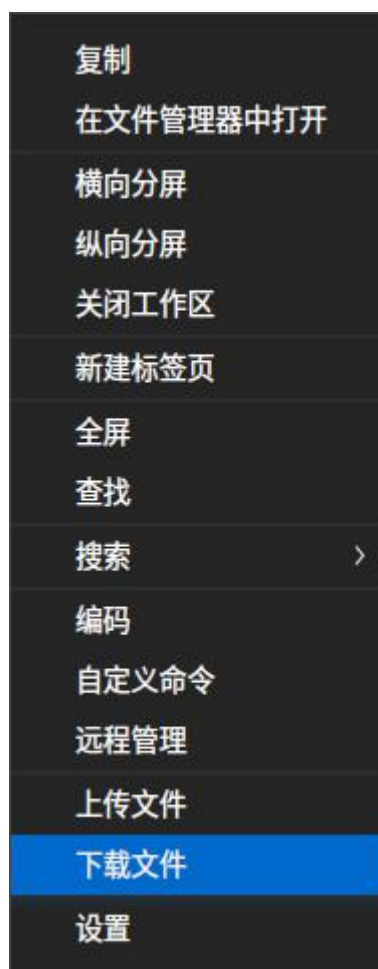 复制
在文件管理器中打开
横向分屏
纵向分屏
关闭工作区
新建标签页
全屏
查找
搜索
编码
自定义命令
远程管理
上传文件
下载文件
设置